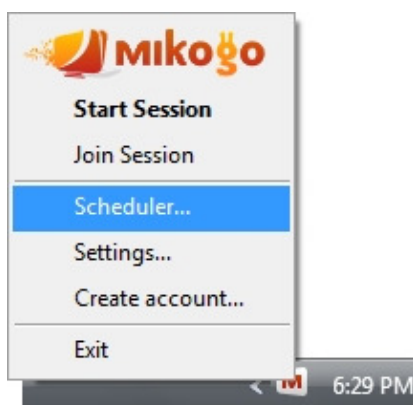 Mikogo
Start Session
Join Session
Scheduler...
Settings...
Create account...
Exit
< M 6:29 PM